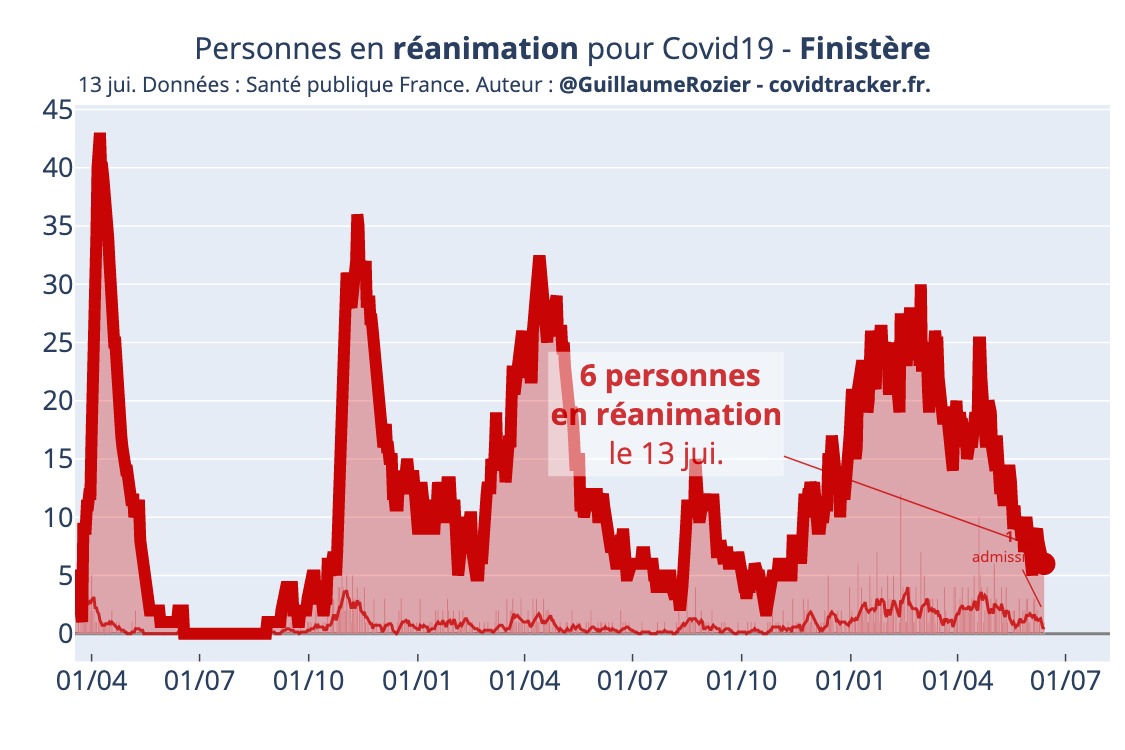 Personnes en réanimation pour Covid19 - Finistère
13 jui. Données : Santé publique France. Auteur : @GuillaumeRozier - covidtracker.fr.
45
40
35
30
25
20
15
10
5
0
6 personnes
en réanimation
le 13 jui.
01/04 01/07 01/10 01/01 01/04 01/07 01/10 01/01 01/04 01/07